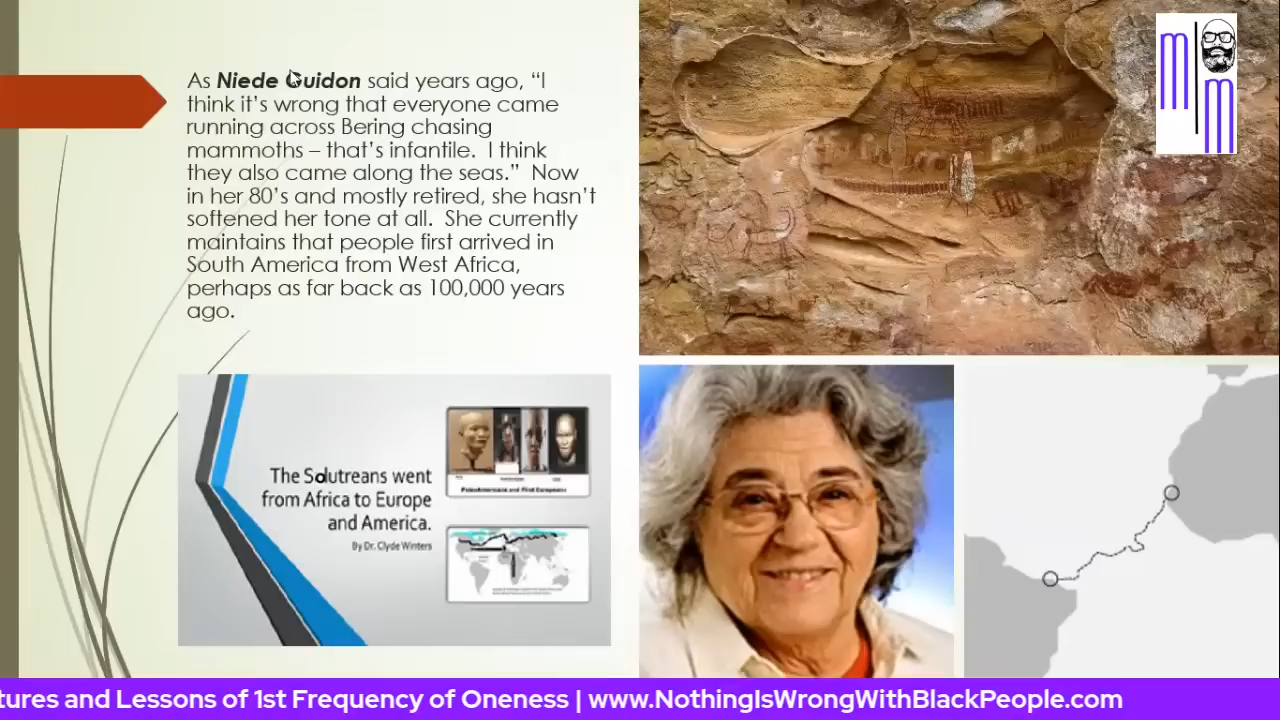 As Niede Guidon said years ago, “I
think it’s wrong that everyone came
running across Bering chasing
mammoths – that’s infantile.  I think
they also came along the seas.”  Now
in her 80’s and mostly retired, she hasn’t
softened her tone at all.  She currently
maintains that people first arrived in
South America from West Africa,
perhaps as far back as 100,000 years
ago.
m
m
The Solutreans went
from Africa to Europe
and America.
By Dr. Clyde Winters
PaleoAmericans and First Europeans
tures and Lessons of 1st Frequency of Oneness | www.NothingIsWrongWithBlackPeople.com